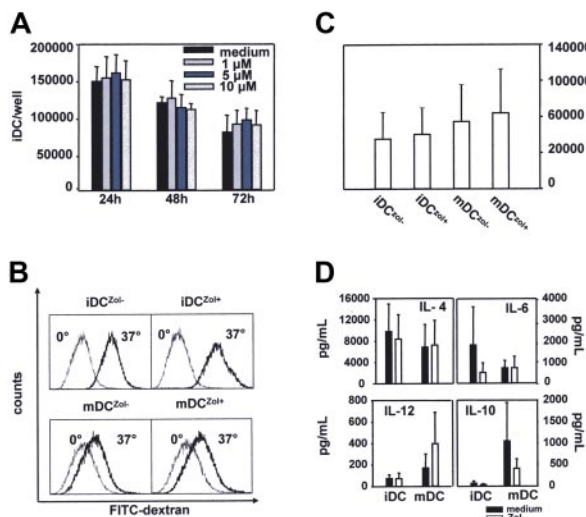 A
200000
150000
100000
50000
0
iDC/well
medium
1 µM
5 µM
10 µM
24h 48h 72h
C
140000
100000
60000
20000
iDCzol- iDCzol+ mDCzol- mDCzol+
B
counts
iDCZol- iDCZol+
0° 37° 0° 37°
mDCZol- mDCZol+
0° 37° 0° 37°
FITC-dextran
D
IL- 4 IL-6
16000
12000
8000
4000
0
pg/mL
4000
3000
2000
1000
0
pg/mL
IL-12 IL-10
800
600
400
200
0
pg/mL
2000
1500
1000
500
0
pg/mL
iDC mDC iDC mDC
medium